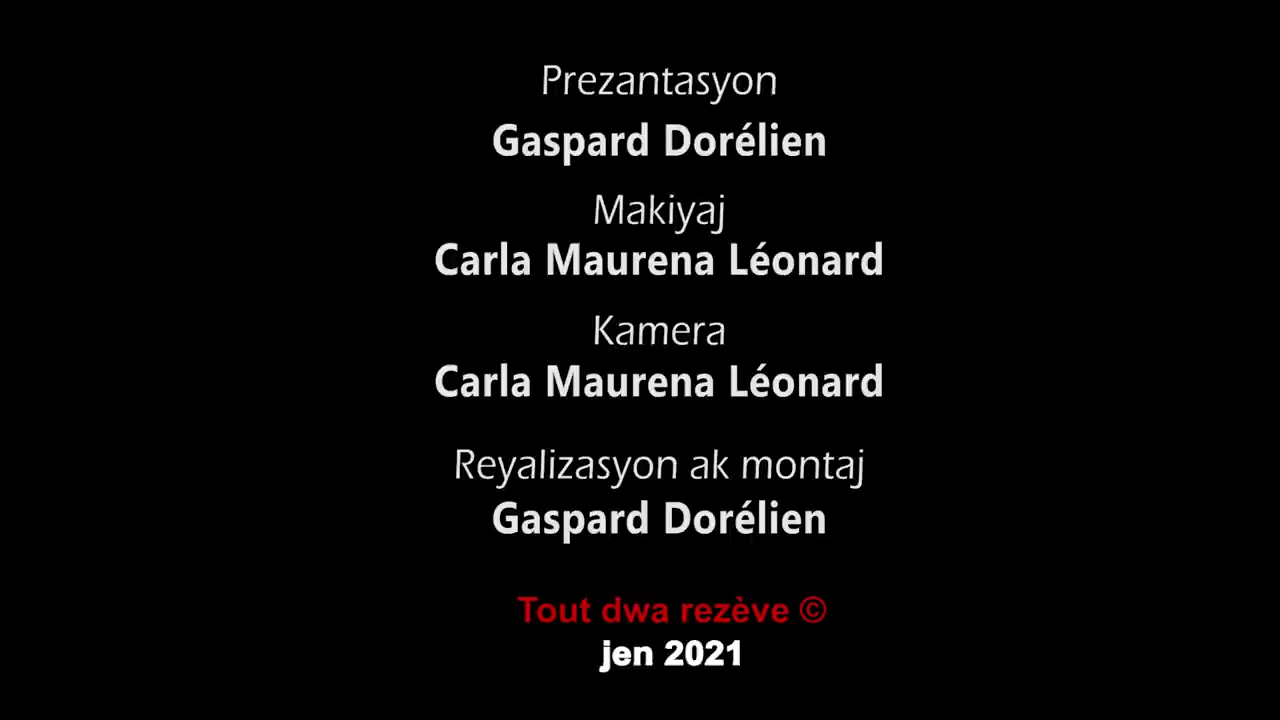 Prezantasyon
Gaspard Dorélien
Makiyaj
Carla Maurena Léonard
Kamera
Carla Maurena Léonard
Reyalizasyon ak montaj
Gaspard Dorélien
Tout dwa rezève ©
jen 2021